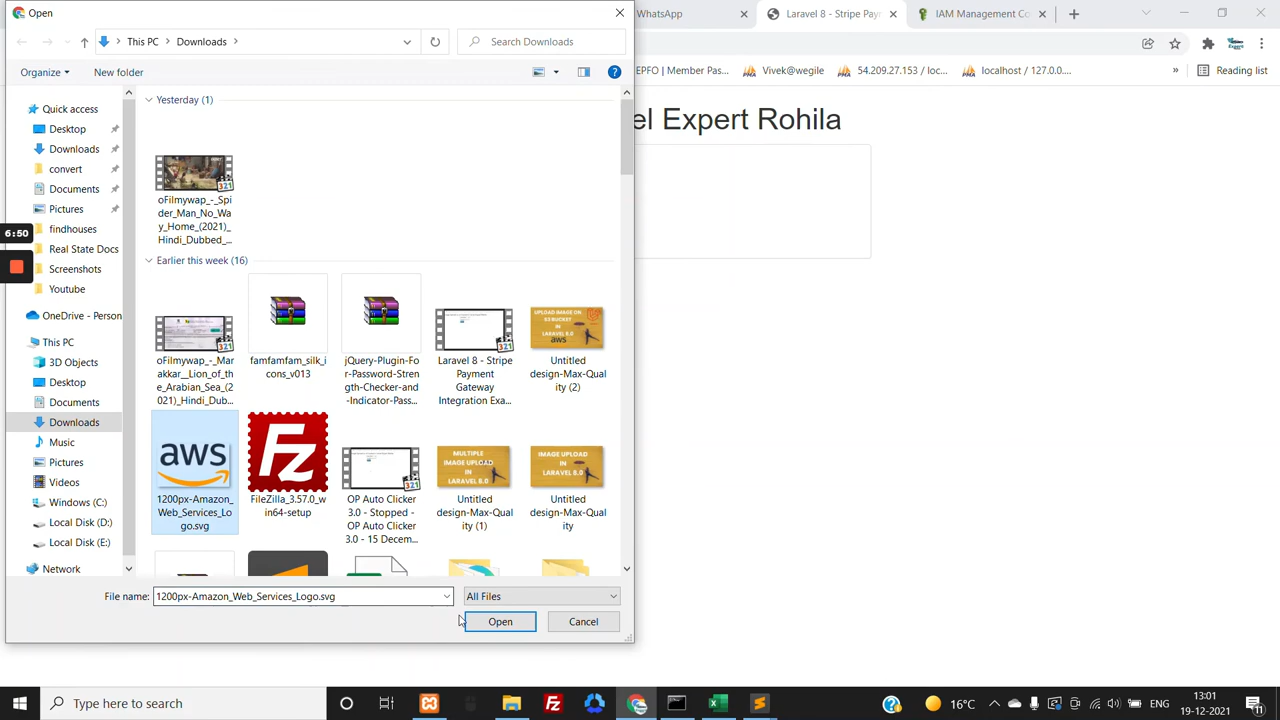 Open
This PC
Downloads
Search Downloads
Organize
New folder
Quick access
Desktop
Downloads
convert
Documents
Pictures
findhouses
Real State Docs
Screenshots
Youtube
OneDrive - Person
This PC
3D Objects
Desktop
Documents
Downloads
Music
Pictures
Videos
Windows (C:)
Local Disk (D:)
Local Disk (E:)
Network
6:50
Yesterday (1)
oFilmywap_-_Spi
der_Man_No_Wa
y_Home_(2021)_
Hindi_Dubbed_...
Earlier this week (16)
oFilmywap_-_Mar
akkar__Lion_of_th
e_Arabian_Sea_(2
021)_Hindi_Dub...
famfamfam_silk_i
cons_v013
jQuery-Plugin-Fo
r-Password-Stren
gth-Checker-and
-Indicator-Pass...
Laravel 8 - Stripe
Payment
Gateway
Integration Exa...
UPLOAD IMAGE ON
S3 BUCKET
IN
LARAVEL 8.0
aws
Untitled
design-Max-Qual
ity (2)
aws
1200px-Amazon_
Web_Services_Lo
go.svg
Fz
FileZilla_3.57.0_w
in64-setup
OP Auto Clicker
3.0 - Stopped -
OP Auto Clicker
3.0 - 15 Decem...
MULTIPLE
IMAGE UPLOAD
IN
LARAVEL 8.0
Untitled
design-Max-Qual
ity (1)
IMAGE UPLOAD
IN
LARAVEL 8.0
Untitled
design-Max-Qual
ity
File name:
1200px-Amazon_Web_Services_Logo.svg
All Files
Open
Cancel
WhatsApp
Laravel 8 - Stripe Pay
IAM Management Co
EPFO | Member Pas...
Vivek@wegile
54.209.27.153 / loc...
localhost / 127.0.0....
»
Reading list
el Expert Rohila
Type here to search
16°C
ENG
13:01
19-12-2021
11